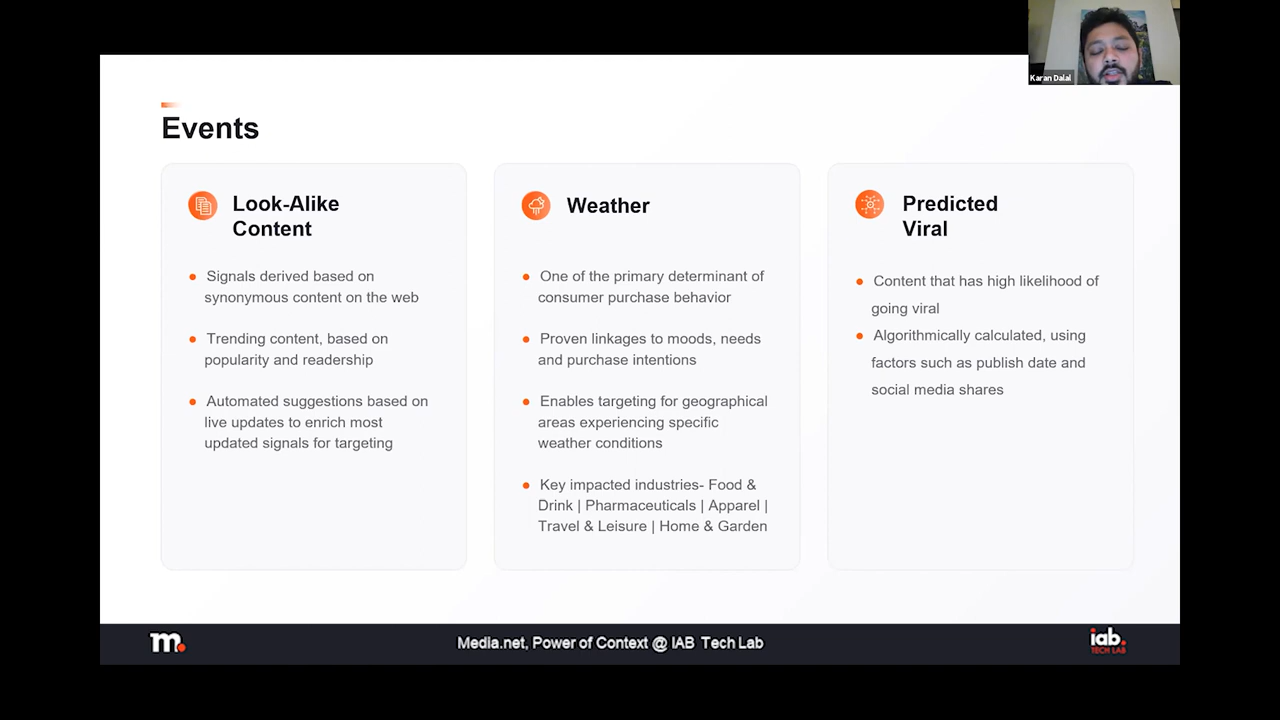 Karan Dalal
Events
Look-Alike
Content
Signals derived based on
synonymous content on the web
Trending content, based on
popularity and readership
Automated suggestions based on
live updates to enrich most
updated signals for targeting
Weather
One of the primary determinant of
consumer purchase behavior
Proven linkages to moods, needs
and purchase intentions
Enables targeting for geographical
areas experiencing specific
weather conditions
Key impacted industries- Food &
Drink | Pharmaceuticals | Apparel |
Travel & Leisure | Home & Garden
Predicted
Viral
Content that has high likelihood of
going viral
Algorithmically calculated, using
factors such as publish date and
social media shares
m.
Media.net, Power of Context @ IAB Tech Lab
iab.
TECH LAB